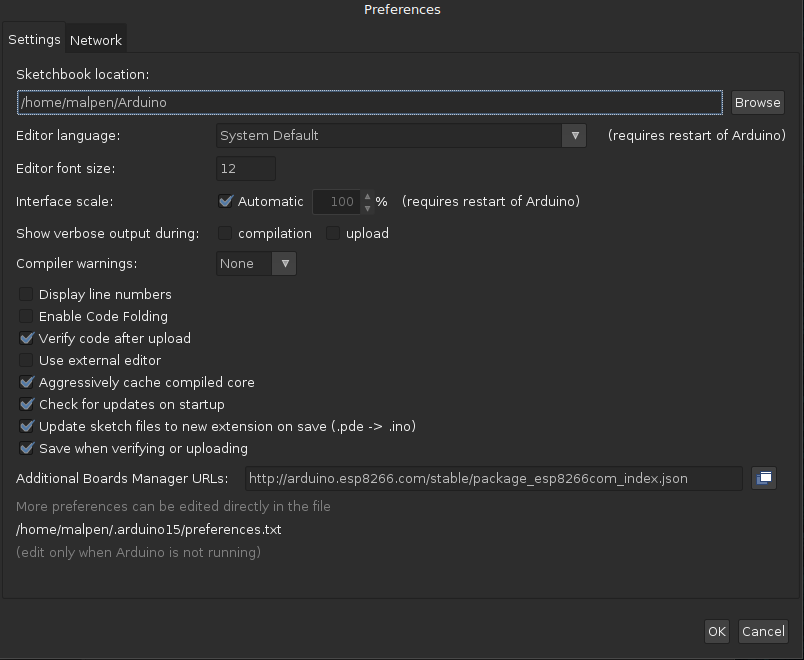 Preferences
Settings Network
Sketchbook location:
/home/malpen/Arduino Browse
Editor language: System Default (requires restart of Arduino)
Editor font size: 12
Interface scale: Automatic 100 % (requires restart of Arduino)
Show verbose output during: compilation upload
Compiler warnings: None
Display line numbers
Enable Code Folding
Verify code after upload
Use external editor
Aggressively cache compiled core
Check for updates on startup
Update sketch files to new extension on save (.pde -> .ino)
Save when verifying or uploading
Additional Boards Manager URLs: http://arduino.esp8266.com/stable/package_esp8266com_index.json
More preferences can be edited directly in the file
/home/malpen/.arduino15/preferences.txt
(edit only when Arduino is not running)
OK Cancel